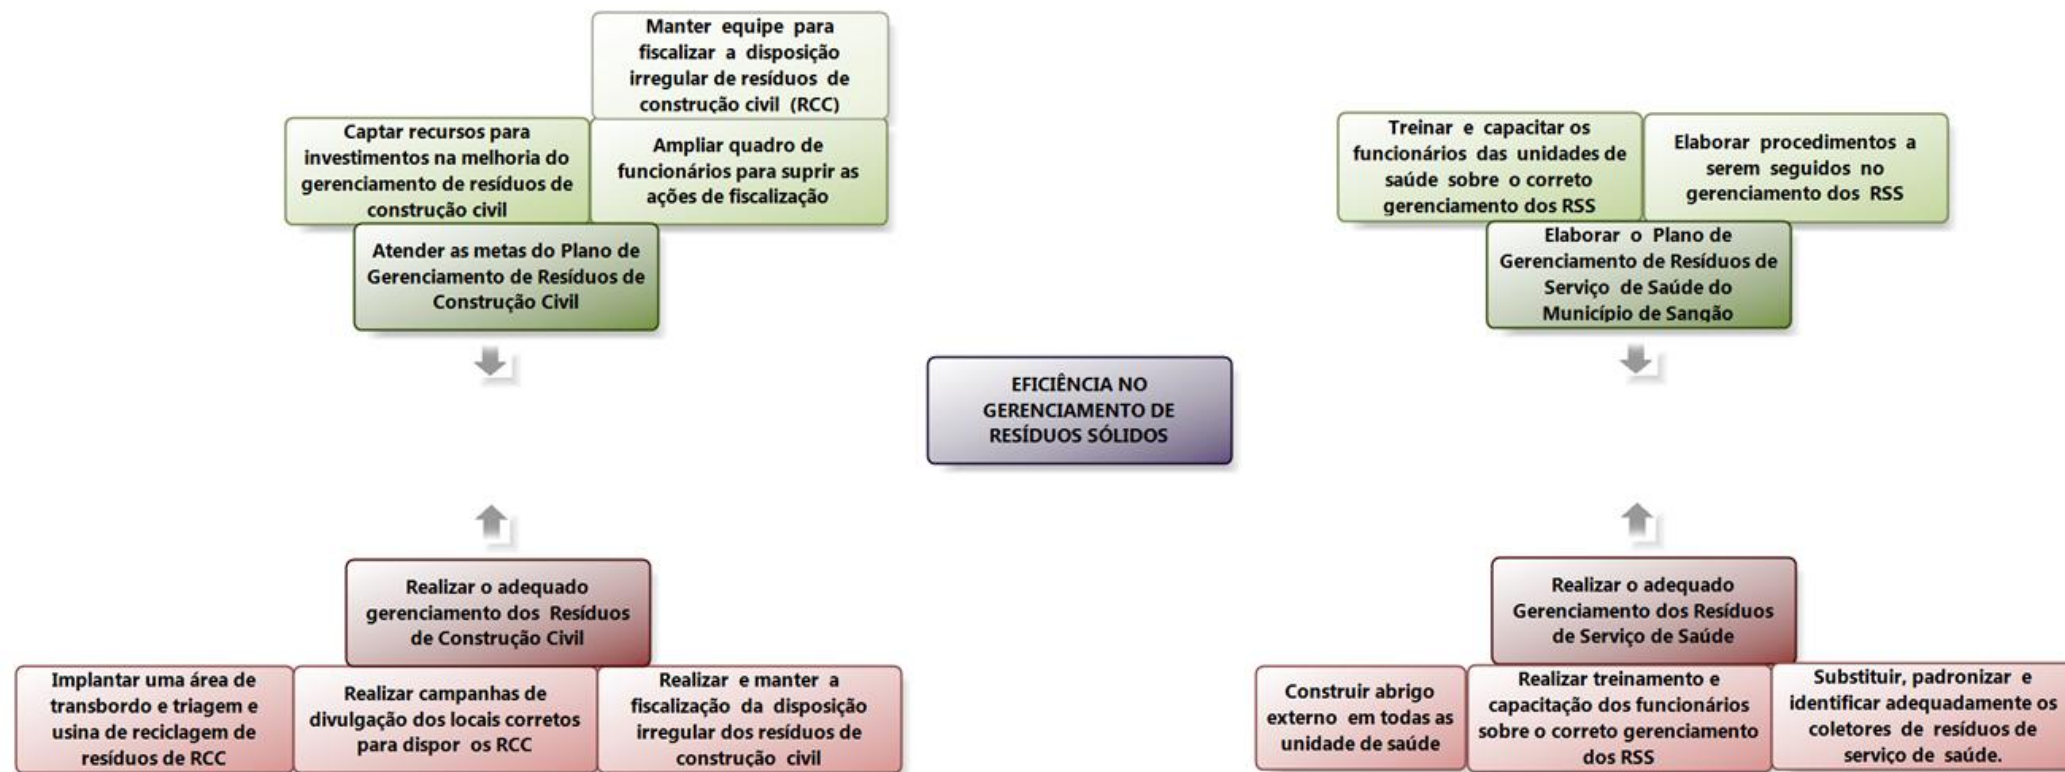 Manter equipe para
fiscalizar a disposição
irregular de resíduos de
construção civil (RCC)
Captar recursos para
investimentos na melhoria do
gerenciamento de resíduos de
construção civil
Ampliar quadro de
funcionários para suprir as
ações de fiscalização
Atender as metas do Plano de
Gerenciamento de Resíduos de
Construção Civil
Treinar e capacitar os
funcionários das unidades de
saúde sobre o correto
gerenciamento dos RSS
Elaborar procedimentos a
serem seguidos no
gerenciamento dos RSS
Elaborar o Plano de
Gerenciamento de Resíduos de
Serviço de Saúde do
Município de Sangão
EFICIÊNCIA NO
GERENCIAMENTO DE
RESÍDUOS SÓLIDOS
Realizar o adequado
gerenciamento dos Resíduos
de Construção Civil
Implantar uma área de
transbordo e triagem e
usina de reciclagem de
resíduos de RCC
Realizar campanhas de
divulgação dos locais corretos
para dispor os RCC
Realizar e manter a
fiscalização da disposição
irregular dos resíduos de
construção civil
Realizar o adequado
Gerenciamento dos Resíduos
de Serviço de Saúde
Construir abrigo
externo em todas as
unidade de saúde
Realizar treinamento e
capacitação dos funcionários
sobre o correto gerenciamento
dos RSS
Substituir, padronizar e
identificar adequadamente os
coletores de resíduos de
serviço de saúde.